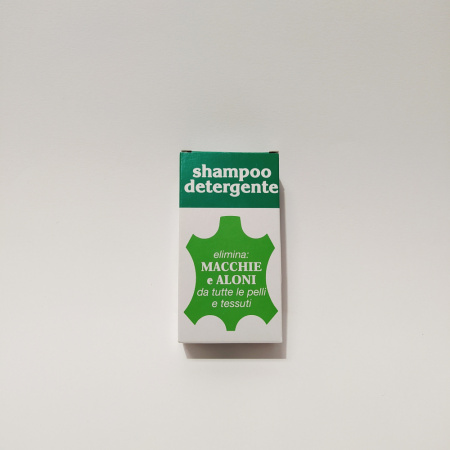 shampoo
detergente
elimina:
MACCHIE
e ALONI
da tutte le pelli
e tessuti